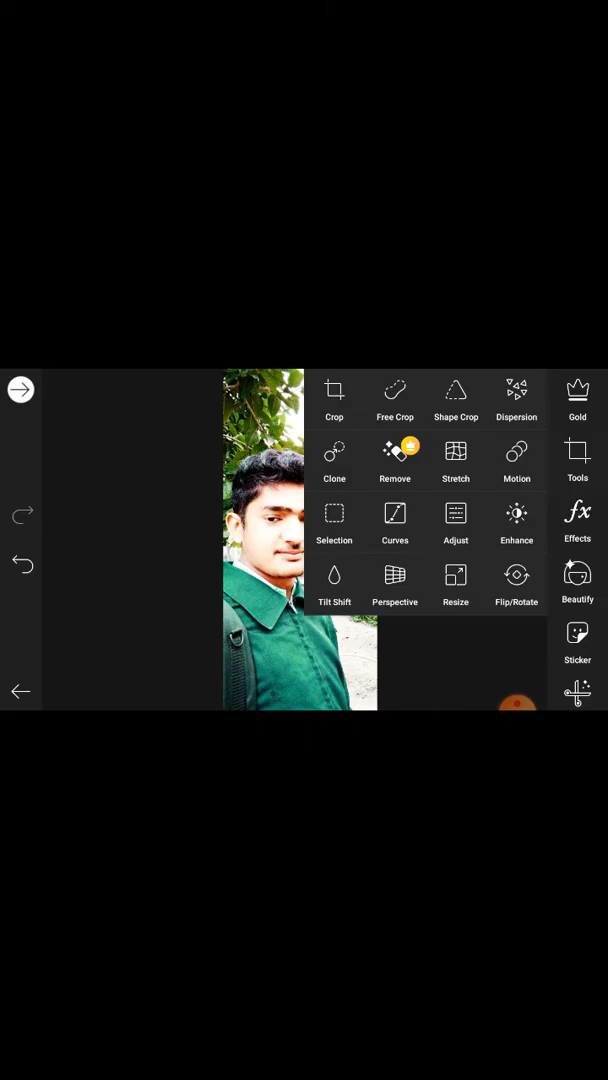 Crop Free Crop Shape Crop Dispersion Gold
Clone Remove Stretch Motion Tools
Selection Curves Adjust Enhance Effects
Tilt Shift Perspective Resize Flip/Rotate Beautify
Sticker